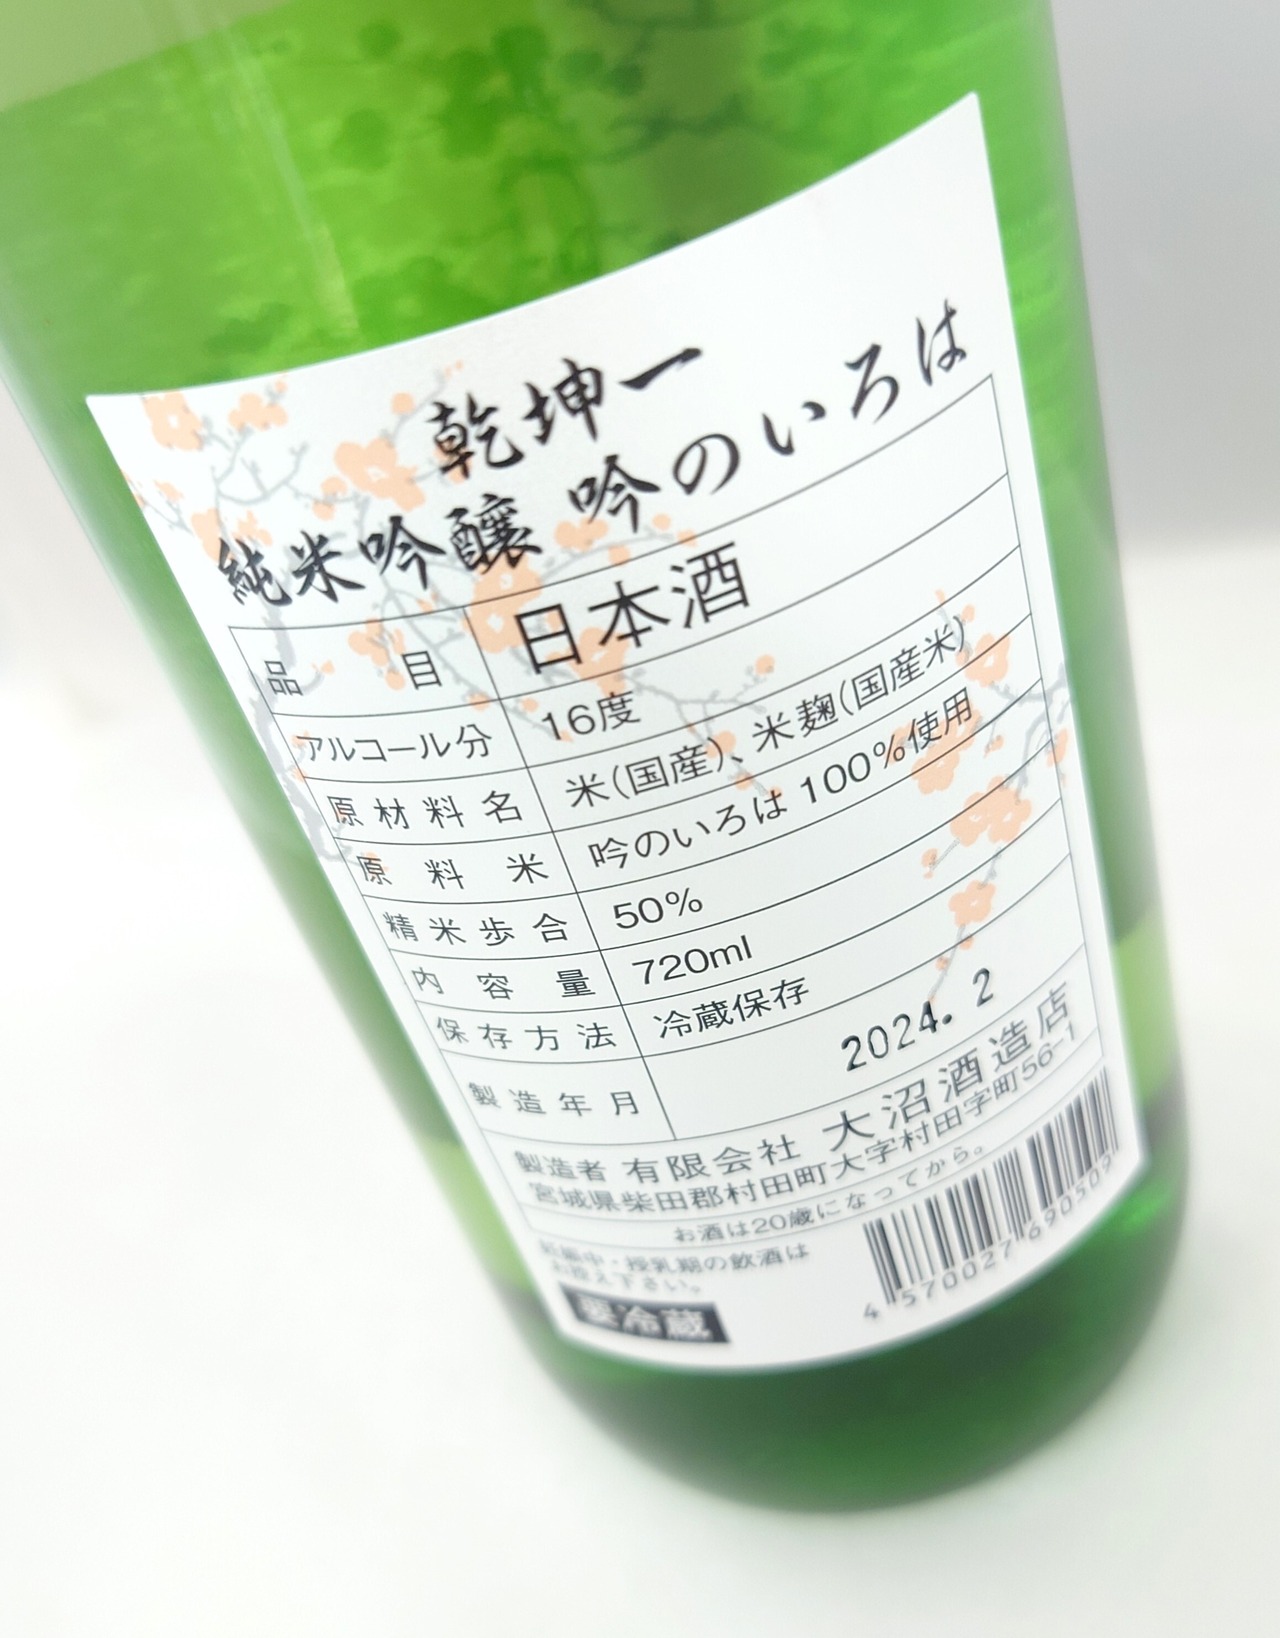 乾坤一
純米吟醸 吟のいろは
品目 日本酒
アルコール分 16度
原材料名 米(国産)、米麹(国産米)
原料米 吟のいろは 100%使用
精米歩合 50%
内容量 720ml
保存方法 冷蔵保存
製造年月 2024. 2
製造者 有限会社 大沼酒造店
宮城県柴田郡村田町大字村田字町56-1
お酒は20歳になってから。
妊娠中・授乳期の飲酒は
お控え下さい。
要冷蔵
4 570027 690509